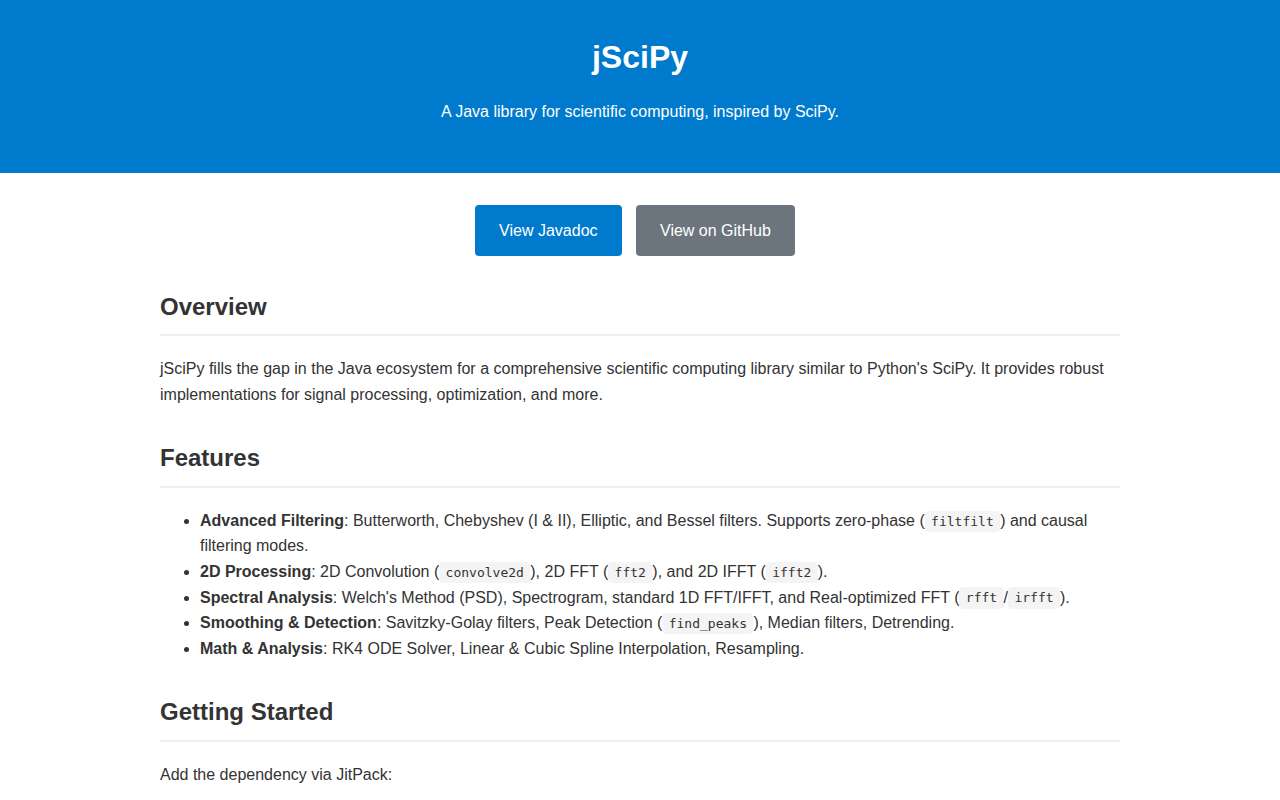 jSciPy
A Java library for scientific computing, inspired by SciPy.
View Javadoc
View on GitHub
Overview
jSciPy fills the gap in the Java ecosystem for a comprehensive scientific computing library similar to Python's SciPy. It provides robust
implementations for signal processing, optimization, and more.
Features
• Advanced Filtering: Butterworth, Chebyshev (I & II), Elliptic, and Bessel filters. Supports zero-phase ( filtfilt ) and causal
filtering modes.
• 2D Processing: 2D Convolution ( convolve2d ), 2D FFT ( fft2 ), and 2D IFFT ( ifft2 ).
• Spectral Analysis: Welch's Method (PSD), Spectrogram, standard 1D FFT/IFFT, and Real-optimized FFT ( rfft / irfft ).
• Smoothing & Detection: Savitzky-Golay filters, Peak Detection ( find_peaks ), Median filters, Detrending.
• Math & Analysis: RK4 ODE Solver, Linear & Cubic Spline Interpolation, Resampling.
Getting Started
Add the dependency via JitPack: